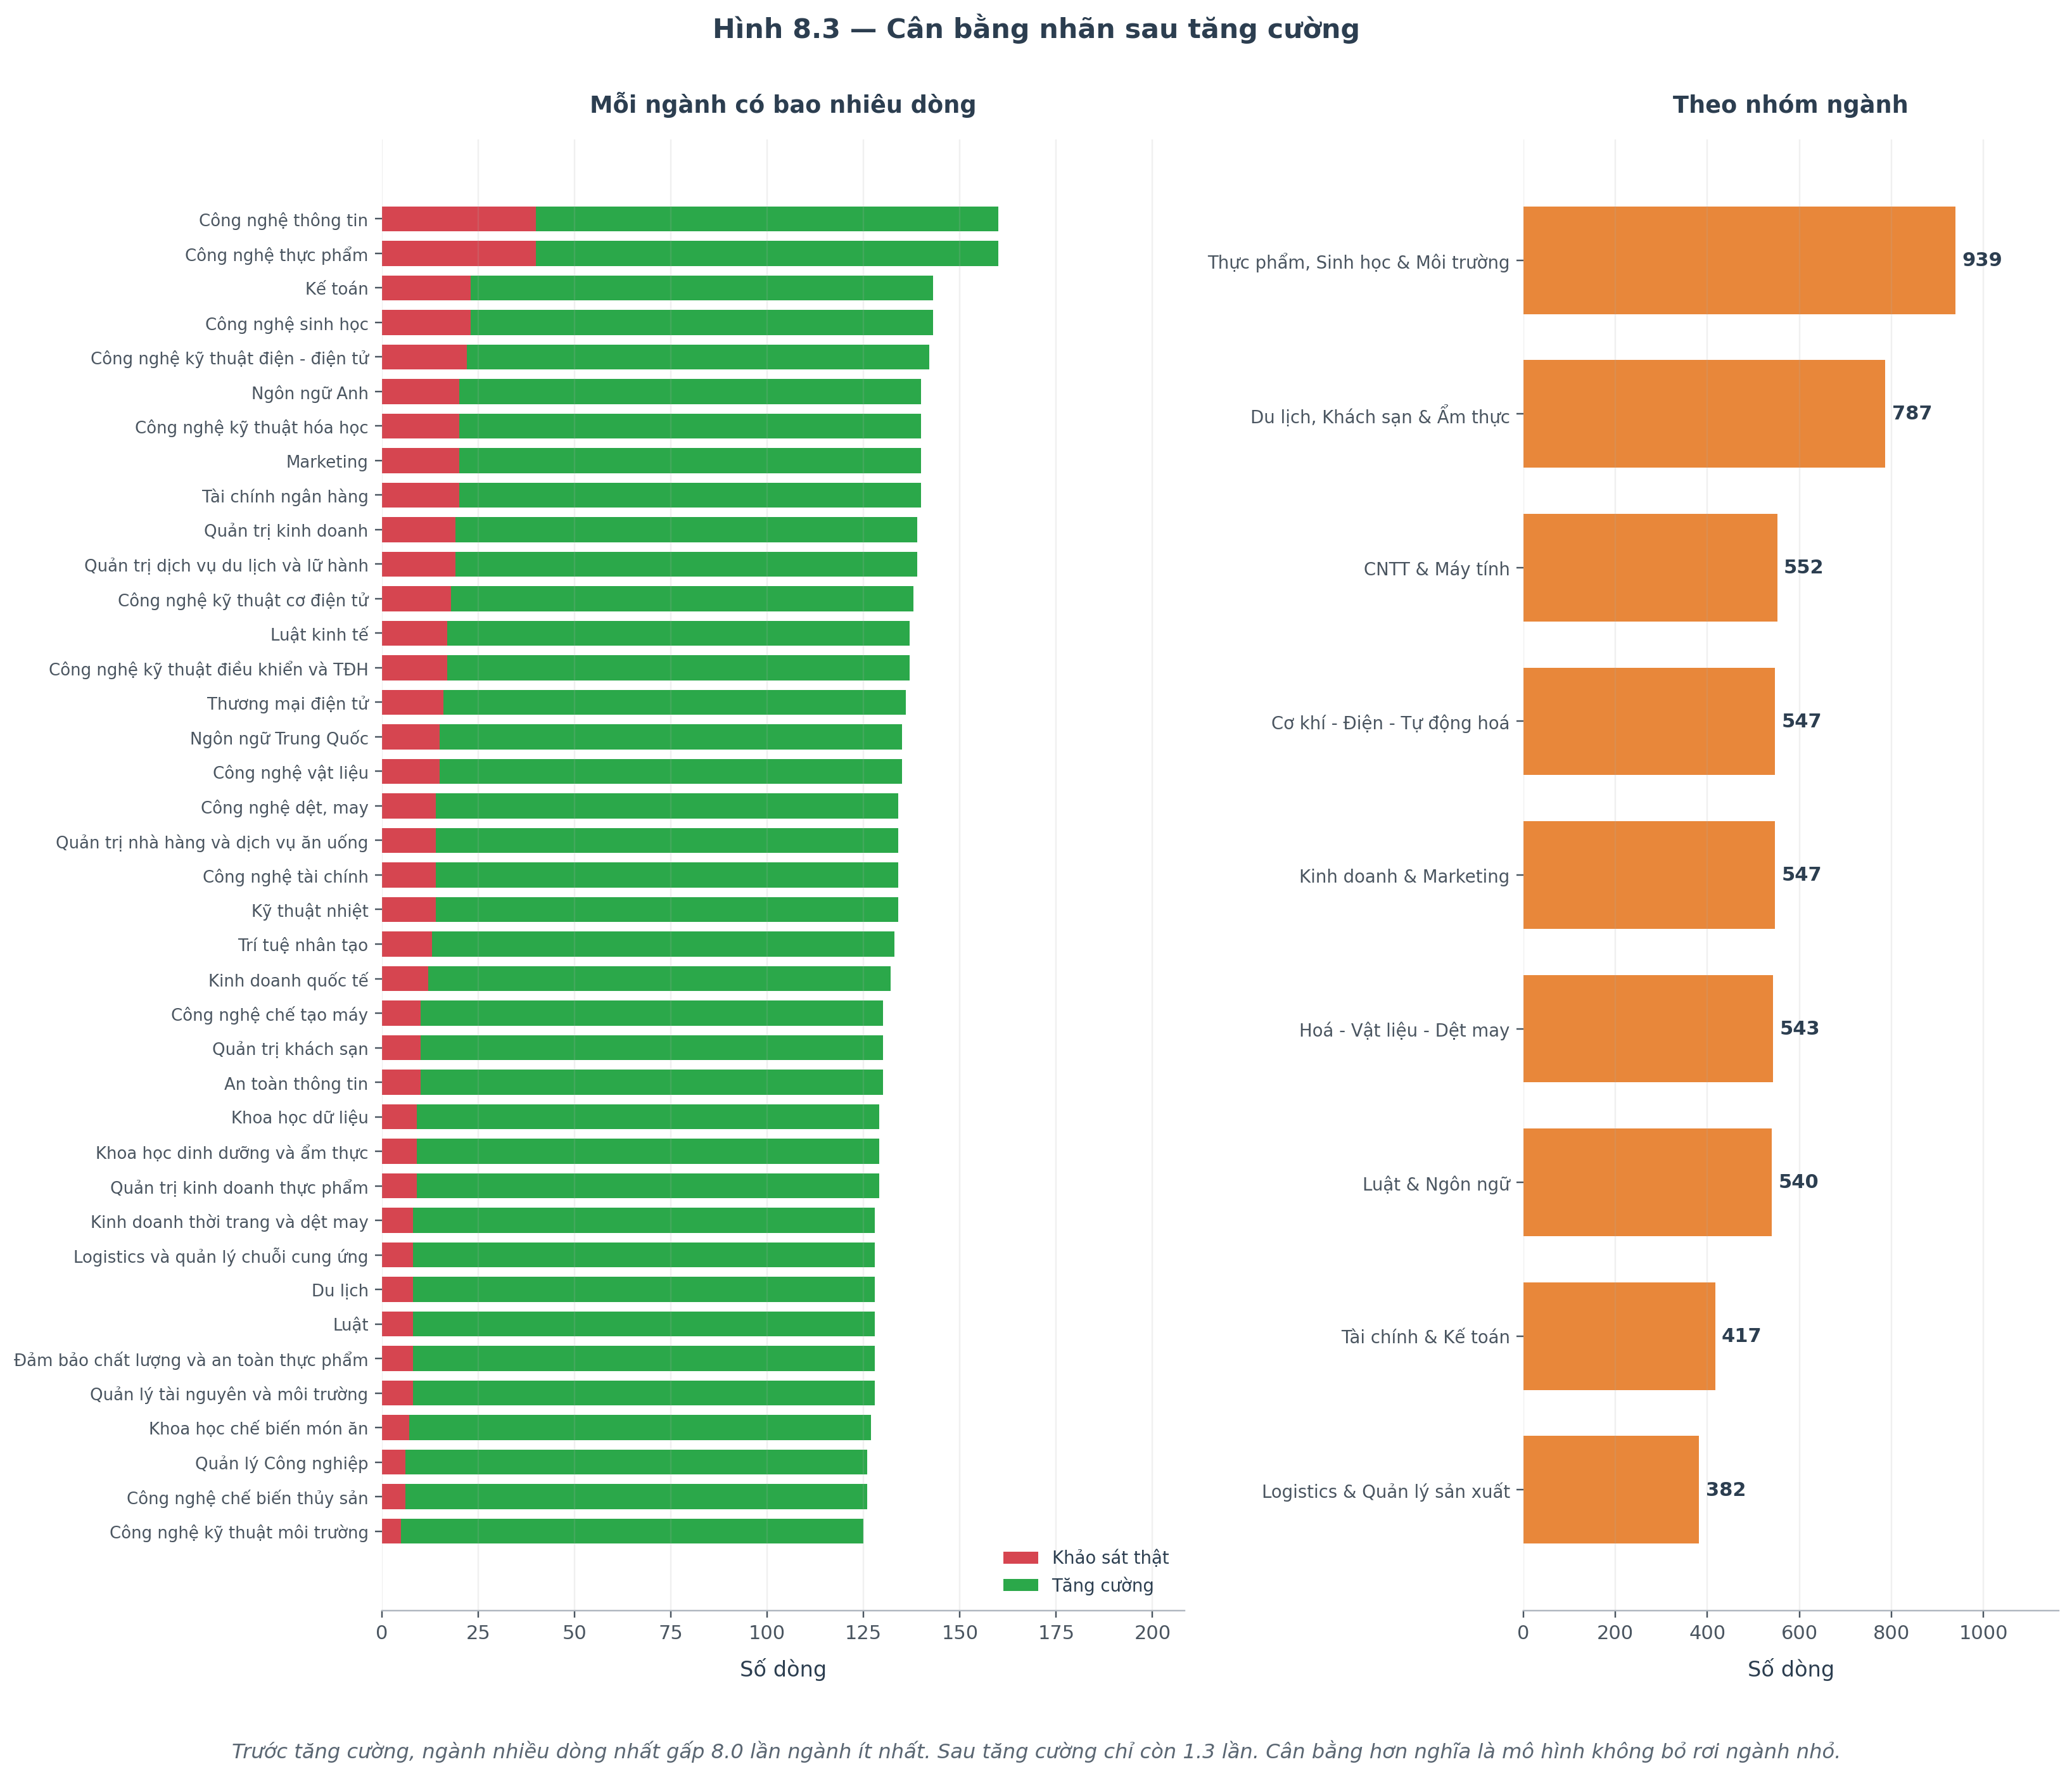 Hình 8.3 — Cân bằng nhãn sau tăng cường
Mỗi ngành có bao nhiêu dòng
Công nghệ thông tin
Công nghệ thực phẩm
Kế toán
Công nghệ sinh học
Công nghệ kỹ thuật điện - điện tử
Ngôn ngữ Anh
Công nghệ kỹ thuật hóa học
Marketing
Tài chính ngân hàng
Quản trị kinh doanh
Quản trị dịch vụ du lịch và lữ hành
Công nghệ kỹ thuật cơ điện tử
Luật kinh tế
Công nghệ kỹ thuật điều khiển và TĐH
Thương mại điện tử
Ngôn ngữ Trung Quốc
Công nghệ vật liệu
Công nghệ dệt, may
Quản trị nhà hàng và dịch vụ ăn uống
Công nghệ tài chính
Kỹ thuật nhiệt
Trí tuệ nhân tạo
Kinh doanh quốc tế
Công nghệ chế tạo máy
Quản trị khách sạn
An toàn thông tin
Khoa học dữ liệu
Khoa học dinh dưỡng và ẩm thực
Quản trị kinh doanh thực phẩm
Kinh doanh thời trang và dệt may
Logistics và quản lý chuỗi cung ứng
Du lịch
Luật
Đảm bảo chất lượng và an toàn thực phẩm
Quản lý tài nguyên và môi trường
Khoa học chế biến món ăn
Quản lý Công nghiệp
Công nghệ chế biến thủy sản
Công nghệ kỹ thuật môi trường
Khảo sát thật
Tăng cường
0 25 50 75 100 125 150 175 200
Số dòng
Theo nhóm ngành
Thực phẩm, Sinh học & Môi trường 939
Du lịch, Khách sạn & Ẩm thực 787
CNTT & Máy tính 552
Cơ khí - Điện - Tự động hoá 547
Kinh doanh & Marketing 547
Hoá - Vật liệu - Dệt may 543
Luật & Ngôn ngữ 540
Tài chính & Kế toán 417
Logistics & Quản lý sản xuất 382
0 200 400 600 800 1000
Số dòng
Trước tăng cường, ngành nhiều dòng nhất gấp 8.0 lần ngành ít nhất. Sau tăng cường chỉ còn 1.3 lần. Cân bằng hơn nghĩa là mô hình không bỏ rơi ngành nhỏ.